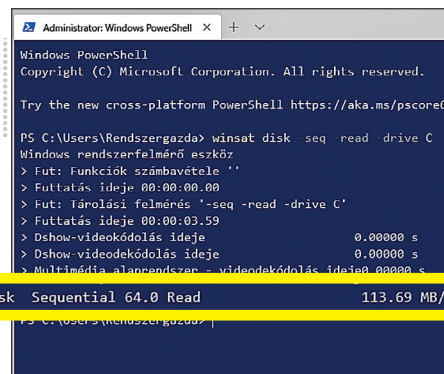 Administrator: Windows PowerShell
Windows PowerShell
Copyright (C) Microsoft Corporation. All rights reserved.
Try the new cross-platform PowerShell https://aka.ms/pscore
PS C:\Users\Rendszergazda> winsat disk -seq -read -drive C
Windows rendszerfelmérő eszköz
> Fut: Funkciók számbavétele ''
> Futtatás ideje 00:00:00.00
> Fut: Tárolási felmérés '-seq -read -drive C'
> Futtatás ideje 00:00:03.59
> Dshow-videokódolás ideje 0.00000 s
> Dshow-videodekódolás ideje 0.00000 s
> Multimédia alaprendszer - videodekódolás ideje0.00000 s
sk Sequential 64.0 Read 113.69 MB/
PS C:\Users\Rendszergazda>